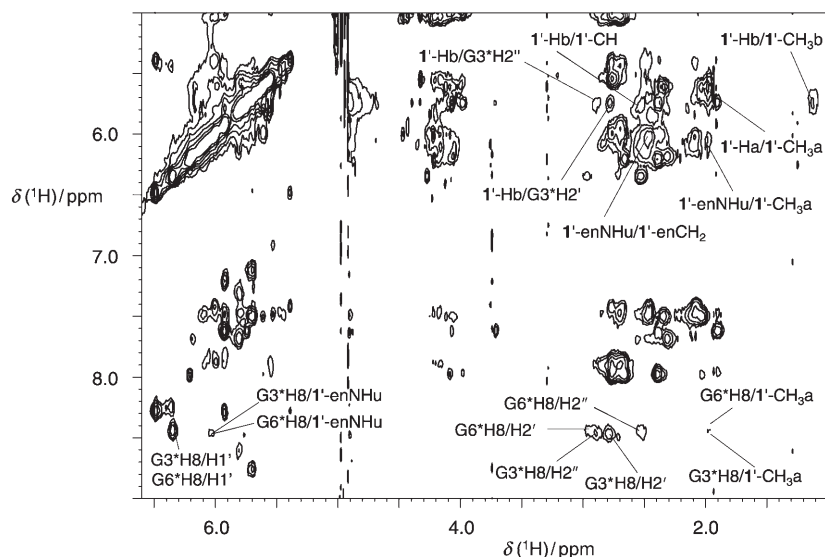 1'-Hb/1'-CH
1'-Hb/1'-CH₃b
1'-Hb/G3*H2''
6.0
1'-Ha/1'-CH₃a
δ (¹H) / ppm
1'-Hb/G3*H2'
1'-enNHu/1'-CH₃a
1'-enNHu/1'-enCH₂
7.0
8.0
G3*H8/1'-enNHu
G6*H8/1'-enNHu
G6*H8/H2''
G6*H8/1'-CH₃a
G6*H8/H2'
G3*H8/H1'
G6*H8/H1'
G3*H8/H2''
G3*H8/H2'
G3*H8/1'-CH₃a
6.0
4.0
2.0
δ (¹H) / ppm